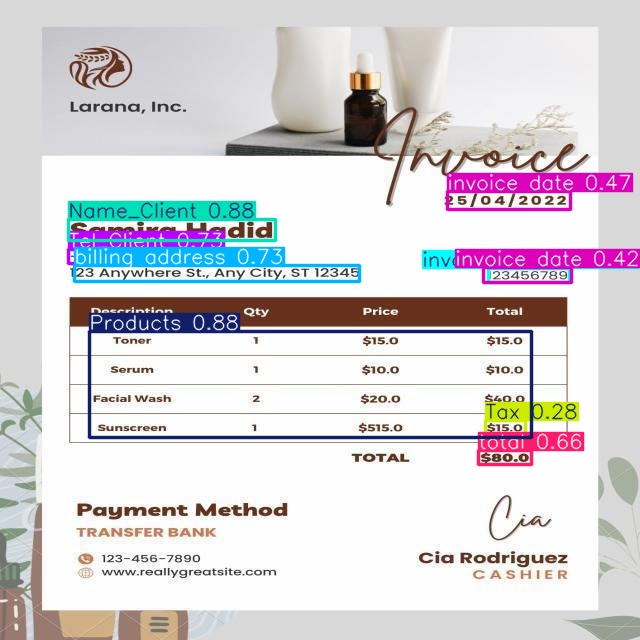 Larana, Inc.
Invoice
invoice date 0.47
25/04/2022
Name_Client 0.88
Samira Hadid
Tel_Client 0.73
billing address 0.73
invoice date 0.42
123 Anywhere St., Any City, ST 12345
123456789
Description Qty Price Total
Products 0.88
Toner 1 $15.0 $15.0
Serum 1 $10.0 $10.0
Facial Wash 2 $20.0 $40.0
Tax 0.28
Sunscreen 1 $515.0 $15.0
total 0.66
TOTAL $80.0
Payment Method
TRANSFER BANK
123-456-7890
www.reallygreatsite.com
Cia
Cia Rodriguez
CASHIER